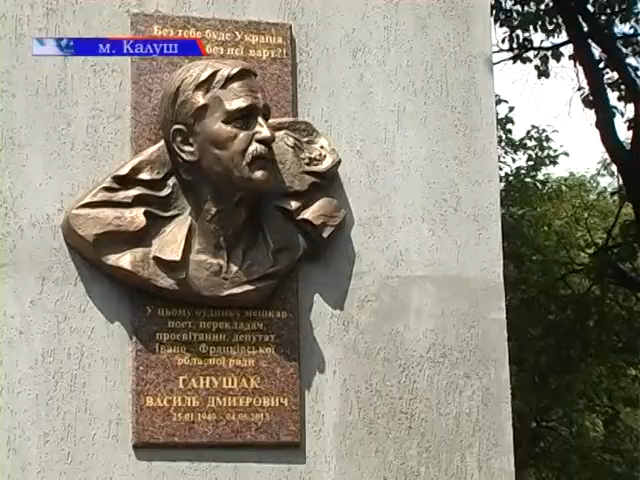 Без тебе буде Україна,
м. Калуш
без неї варт?!
У цьому будинку мешкав
поет, перекладач,
просвітянин, депутат
Івано - Франківської
обласної ради
ГАНУЩАК
ВАСИЛЬ ДМИТРОВИЧ